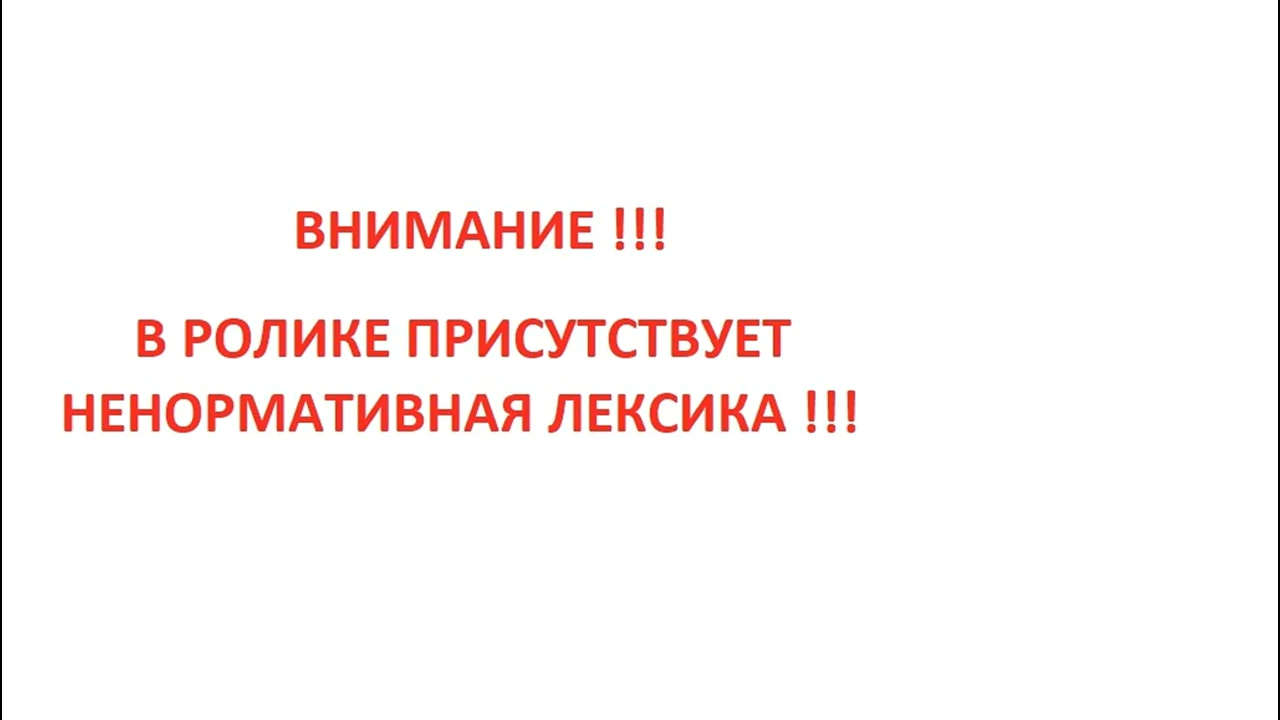 ВНИМАНИЕ !!!
В РОЛИКЕ ПРИСУТСТВУЕТ
НЕНОРМАТИВНАЯ ЛЕКСИКА !!!